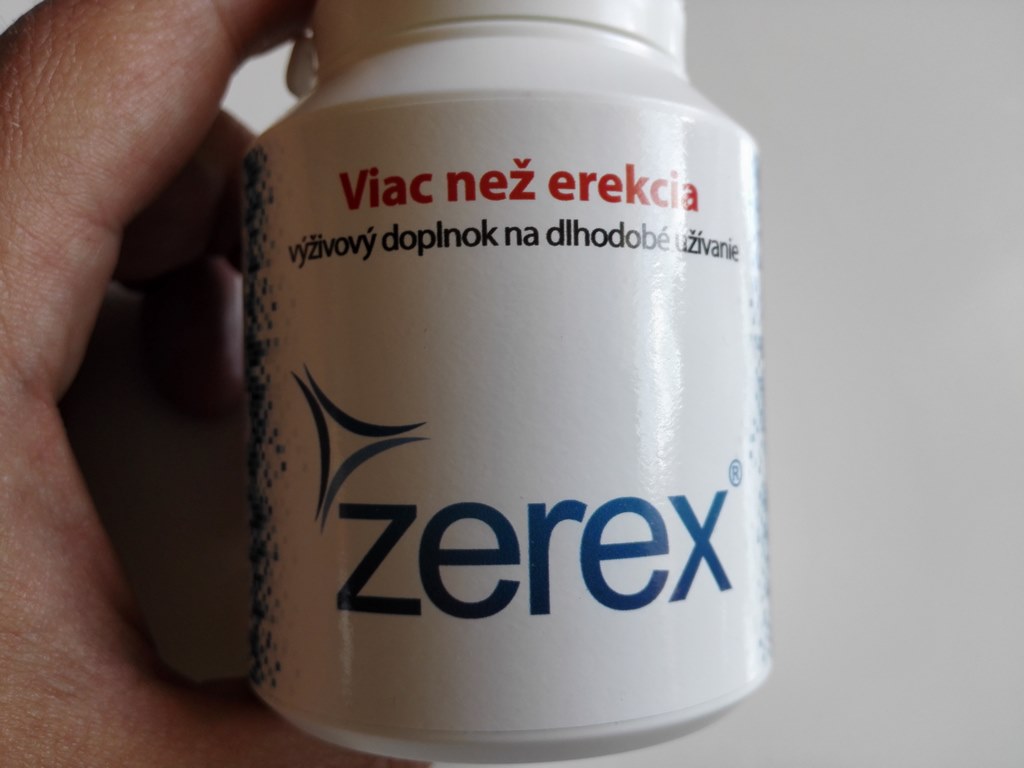 Viac než erekcia
výživový doplnok na dlhodobé užívanie
zerex®